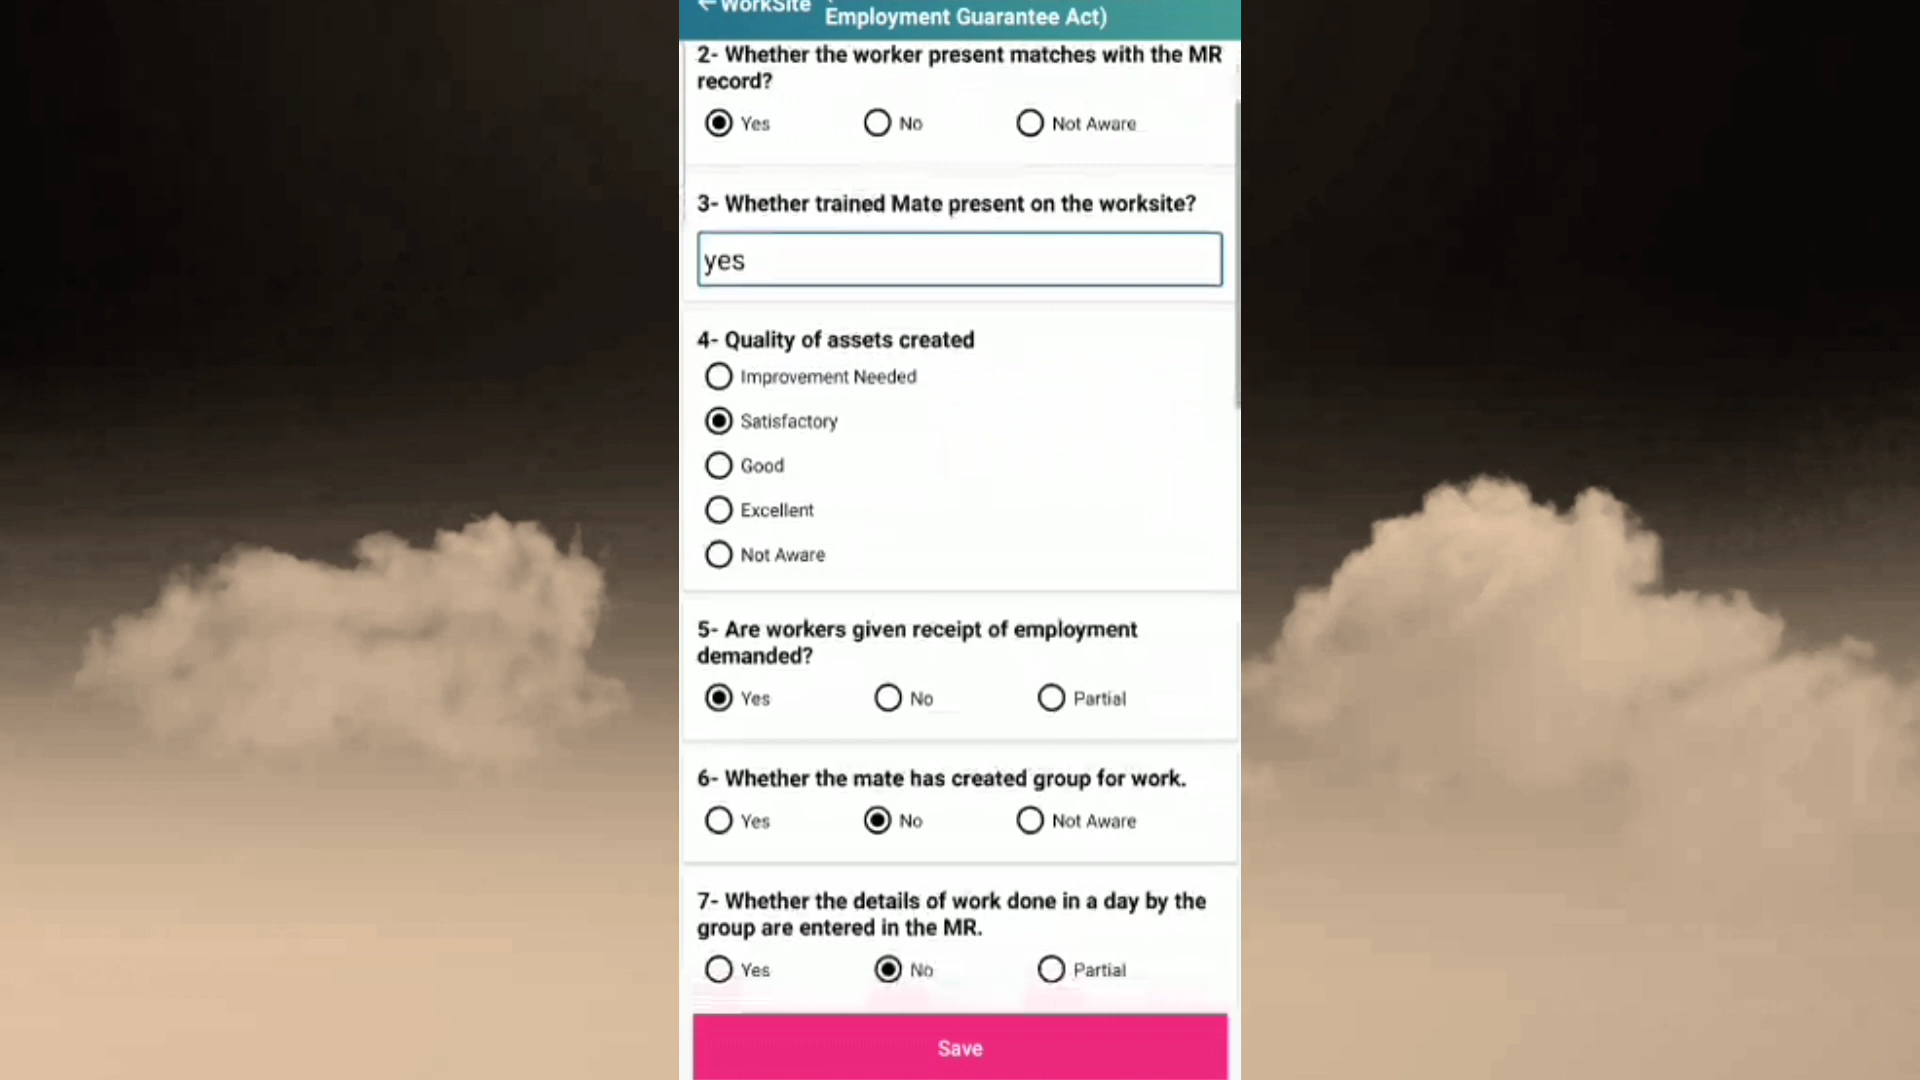 ← WorkSite
Employment Guarantee Act)
2- Whether the worker present matches with the MR
record?
Yes No Not Aware
3- Whether trained Mate present on the worksite?
yes
4- Quality of assets created
Improvement Needed
Satisfactory
Good
Excellent
Not Aware
5- Are workers given receipt of employment
demanded?
Yes No Partial
6- Whether the mate has created group for work.
Yes No Not Aware
7- Whether the details of work done in a day by the
group are entered in the MR.
Yes No Partial
Save